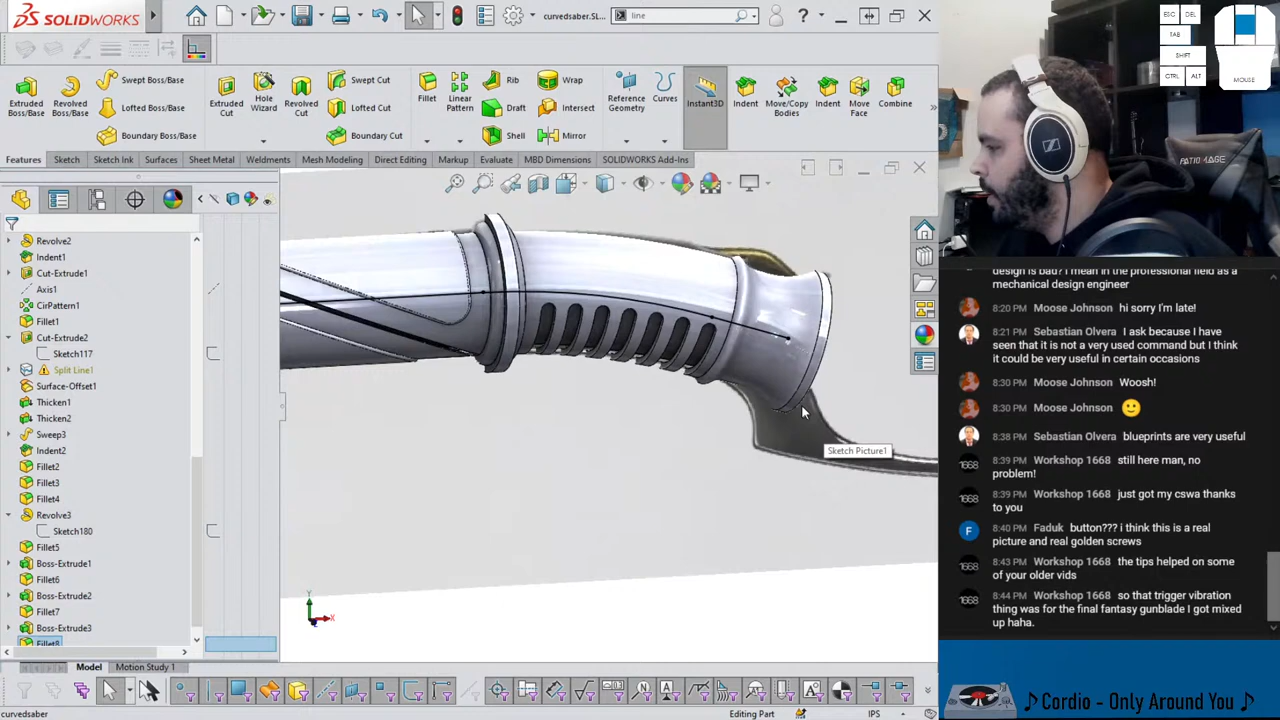 SOLIDWORKS
curvedsaber.SL...
line
ESC
DEL
TAB
SHIFT
CTRL
ALT
MOUSE
Extruded Boss/Base
Revolved Boss/Base
Swept Boss/Base
Lofted Boss/Base
Boundary Boss/Base
Extruded Cut
Hole Wizard
Revolved Cut
Swept Cut
Lofted Cut
Boundary Cut
Fillet
Linear Pattern
Rib
Draft
Shell
Wrap
Intersect
Mirror
Reference Geometry
Curves
Instant3D
Indent
Move/Copy Bodies
Indent
Move Face
Combine
Features
Sketch
Sketch Ink
Surfaces
Sheet Metal
Weldments
Mesh Modeling
Direct Editing
Markup
Evaluate
MBD Dimensions
SOLIDWORKS Add-Ins
Revolve2
Indent1
Cut-Extrude1
Axis1
CirPattern1
Fillet1
Cut-Extrude2
Sketch117
Split Line1
Surface-Offset1
Thicken1
Thicken2
Sweep3
Indent2
Fillet2
Fillet3
Fillet4
Revolve3
Sketch180
Fillet5
Boss-Extrude1
Fillet6
Boss-Extrude2
Fillet7
Boss-Extrude3
Fillet8
Sketch Picture1
Y
X
Model
Motion Study 1
curvedsaber
Editing Part
IPS
design is bad? I mean in the professional field as a
mechanical design engineer
8:20 PM Moose Johnson hi sorry I'm late!
8:21 PM Sebastian Olvera I ask because I have
seen that it is not a very used command but I think
it could be very useful in certain occasions
8:30 PM Moose Johnson Woosh!
8:30 PM Moose Johnson
8:38 PM Sebastian Olvera blueprints are very useful
1668
8:39 PM Workshop 1668 still here man, no
problem!
1668
8:39 PM Workshop 1668 just got my cswa thanks
to you
F
8:40 PM Faduk button??? i think this is a real
picture and real golden screws
1668
8:43 PM Workshop 1668 the tips helped on some
of your older vids
1668
8:44 PM Workshop 1668 so that trigger vibration
thing was for the final fantasy gunblade I got mixed
up haha.
♪ Cordio - Only Around You ♪